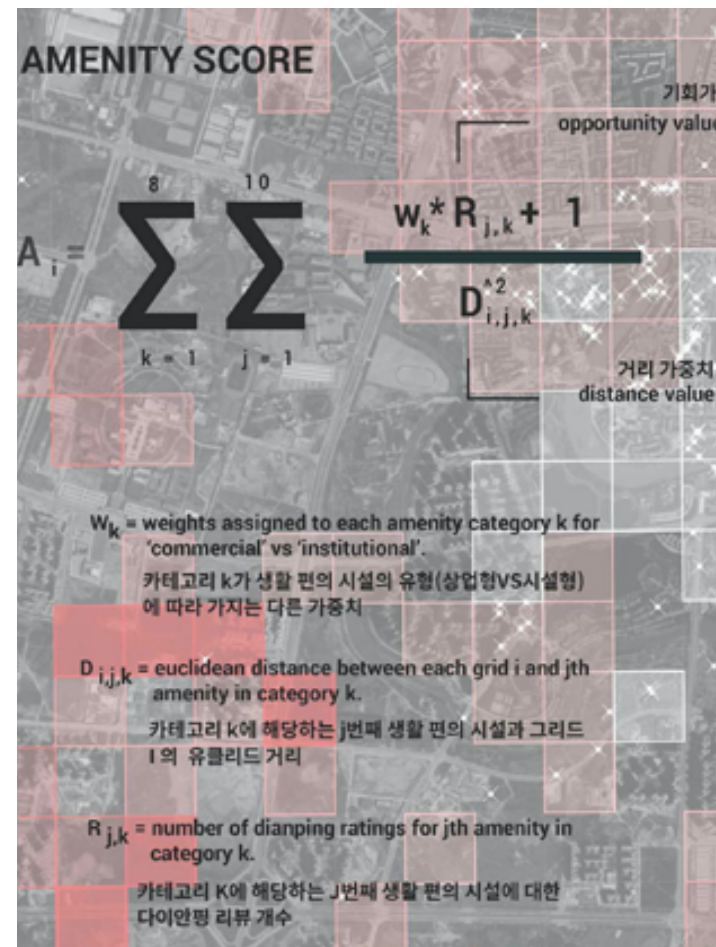 AMENITY SCORE
기회가
opportunity value
8 10
A i = Σ Σ w k * R j,k + 1
D ^2 i,j,k
k = 1 j = 1
거리 가중치
distance value
W k = weights assigned to each amenity category k for
'commercial' vs 'institutional'.
카테고리 k가 생활 편의 시설의 유형(상업형VS시설형)
에 따라 가지는 다른 가중치
D i,j,k = euclidean distance between each grid i and jth
amenity in category k.
카테고리 k에 해당하는 j번째 생활 편의 시설과 그리드
I 의 유클리드 거리
R j,k = number of dianping ratings for jth amenity in
category k.
카테고리 K에 해당하는 J번째 생활 편의 시설에 대한
다이안핑 리뷰 개수